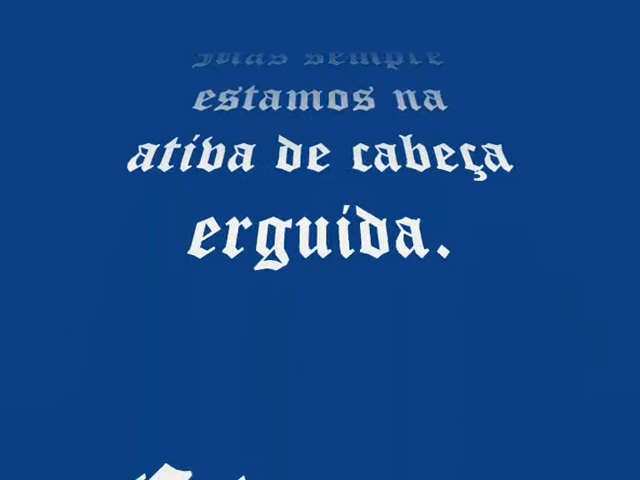 Mas sempre
estamos na
ativa de cabeça
erguida.